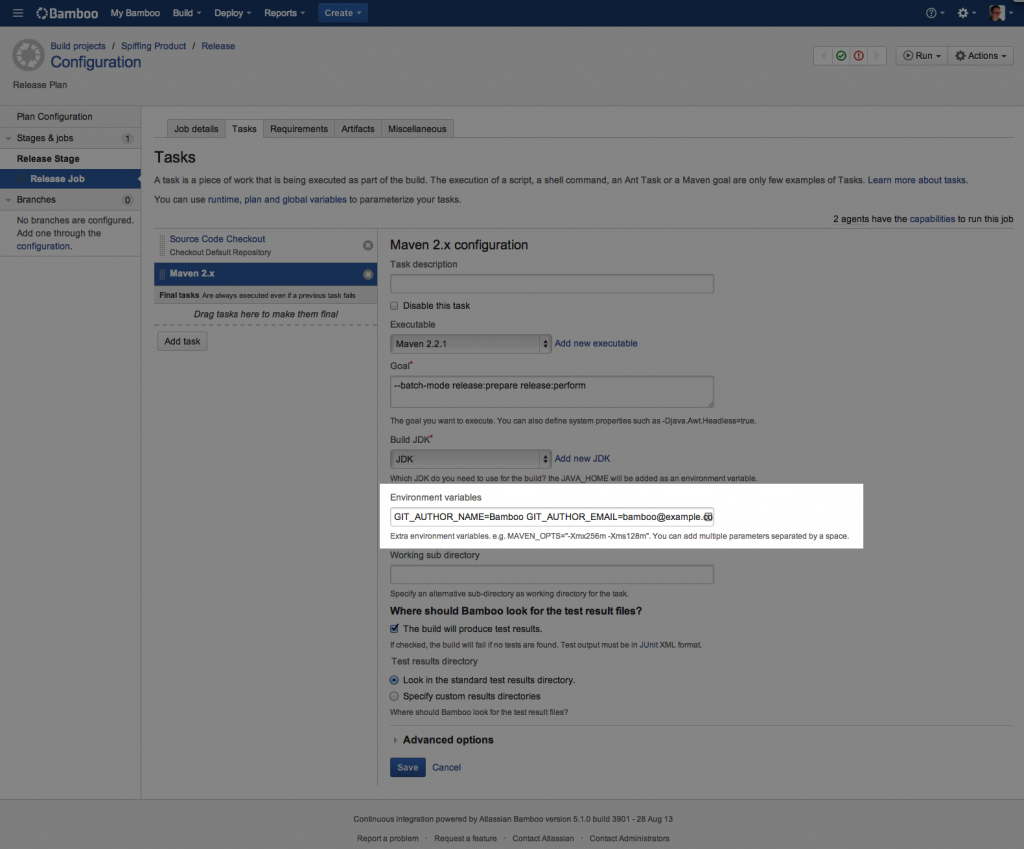 Bamboo My Bamboo Build Deploy Reports Create
Build projects / Spiffing Product / Release
Configuration
Run Actions
Release Plan
Plan Configuration
Stages & jobs 1
Release Stage
Release Job
Branches 0
No branches are configured.
Add one through the
configuration.
Job details Tasks Requirements Artifacts Miscellaneous
Tasks
A task is a piece of work that is being executed as part of the build. The execution of a script, a shell command, an Ant Task or a Maven goal are only few examples of Tasks. Learn more about tasks.
You can use runtime, plan and global variables to parameterize your tasks.
2 agents have the capabilities to run this job
Source Code Checkout
Checkout Default Repository
Maven 2.x
Final tasks Are always executed even if a previous task fails
Drag tasks here to make them final
Add task
Maven 2.x configuration
Task description
Disable this task
Executable
Maven 2.2.1 Add new executable
Goal*
--batch-mode release:prepare release:perform
The goal you want to execute. You can also define system properties such as -Djava.Awt.Headless=true.
Build JDK*
JDK Add new JDK
Which JDK do you need to use for the build? the JAVA_HOME will be added as an environment variable.
Environment variables
GIT_AUTHOR_NAME=Bamboo GIT_AUTHOR_EMAIL=bamboo@example.co
Extra environment variables. e.g. MAVEN_OPTS="-Xmx256m -Xms128m". You can add multiple parameters separated by a space.
Working sub directory
Specify an alternative sub-directory as working directory for the task.
Where should Bamboo look for the test result files?
The build will produce test results.
If checked, the build will fail if no tests are found. Test output must be in JUnit XML format.
Test results directory
Look in the standard test results directory.
Specify custom results directories
Where should Bamboo look for the test result files?
Advanced options
Save Cancel
Continuous integration powered by Atlassian Bamboo version 5.1.0 build 3901 - 28 Aug 13
Report a problem · Request a feature · Contact Atlassian · Contact Administrators